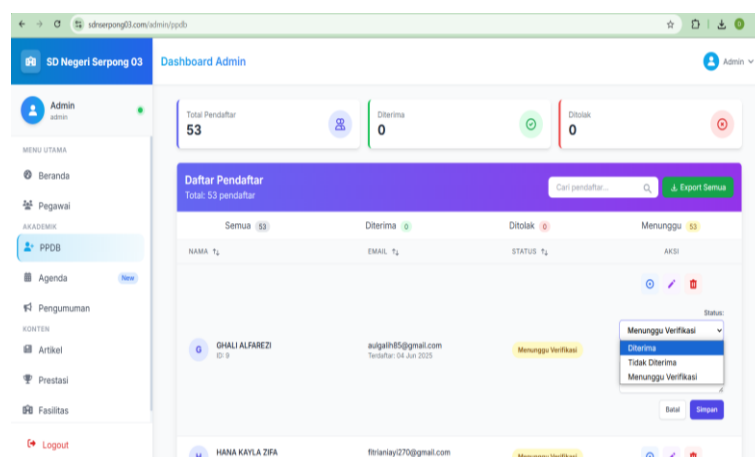 sdnserpong03.com/admin/ppdb
SD Negeri Serpong 03
Dashboard Admin
Admin
Admin
admin
MENU UTAMA
Beranda
Pegawai
AKADEMIK
PPDB
Agenda New
Pengumuman
KONTEN
Artikel
Prestasi
Fasilitas
Logout
Total Pendaftar
53
Diterima
0
Ditolak
0
Daftar Pendaftar
Total: 53 pendaftar
Cari pendaftar...
Export Semua
Semua 53 Diterima 0 Ditolak 0 Menunggu 53
NAMA EMAIL STATUS AKSI
G GHALI ALFAREZI
ID: 9
aulgalih85@gmail.com
Terdaftar: 04 Jun 2025
Menunggu Verifikasi
Status:
Menunggu Verifikasi
Diterima
Tidak Diterima
Menunggu Verifikasi
Batal Simpan
H HANA KAYLA ZIFA fitrianiayi270@gmail.com Menunggu Verifikasi